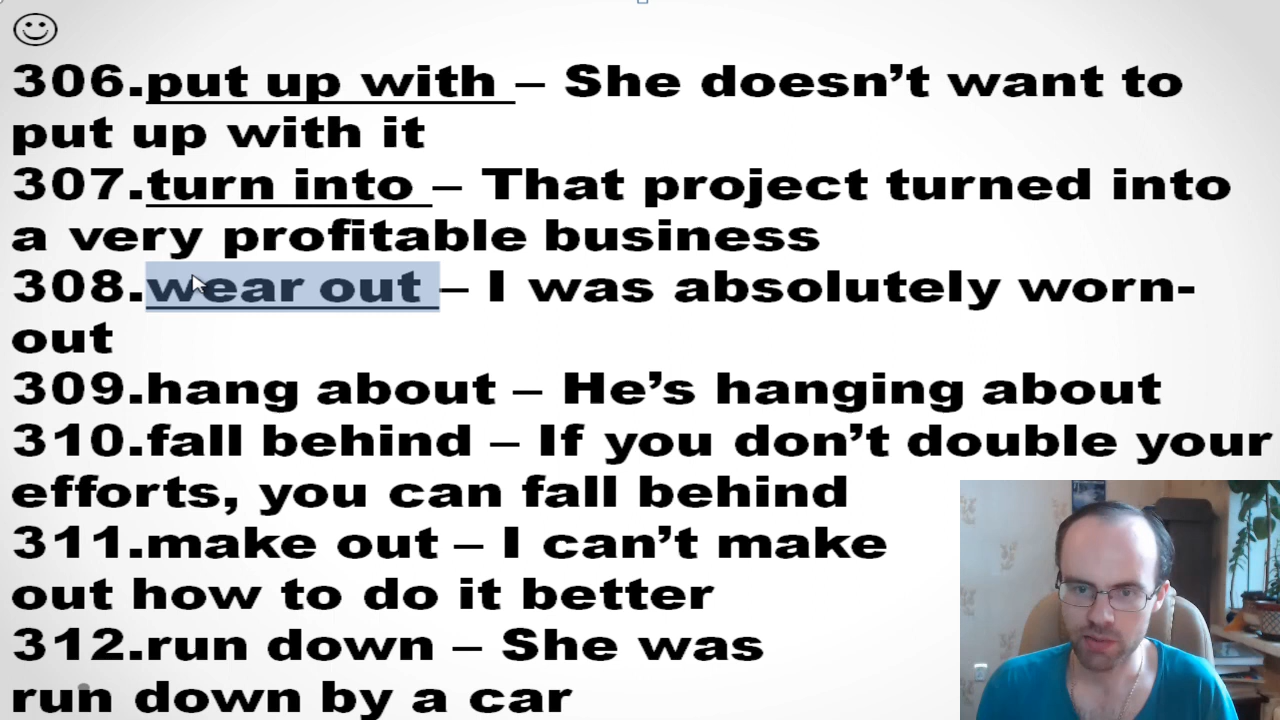 306.put up with – She doesn’t want to
put up with it
307.turn into – That project turned into
a very profitable business
308.wear out – I was absolutely worn-
out
309.hang about – He’s hanging about
310.fall behind – If you don’t double your
efforts, you can fall behind
311.make out – I can’t make
out how to do it better
312.run down – She was
run down by a car